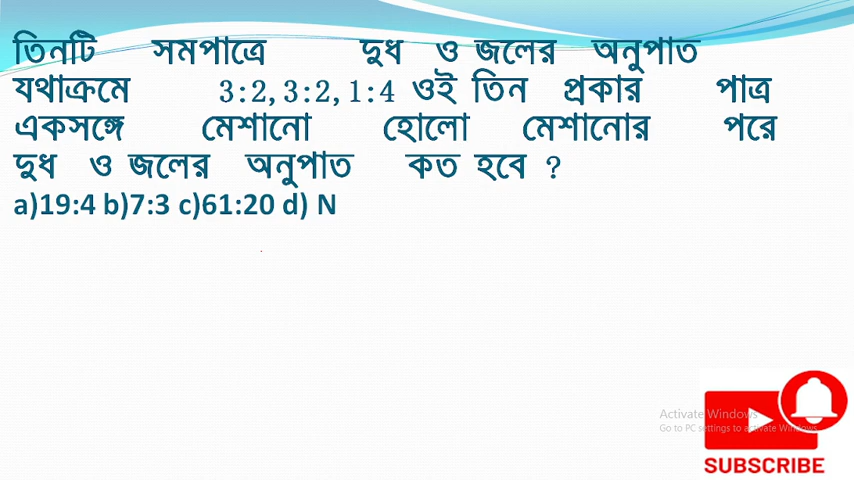 তিনটি সমপাত্রে দুধ ও জলের অনুপাত
যথাক্রমে 3:2,3:2,1:4 ওই তিন প্রকার পাত্র
একসঙ্গে মেশানো হোলো মেশানোর পরে
দুধ ও জলের অনুপাত কত হবে ?
a)19:4 b)7:3 c)61:20 d) N
Activate Windows
Go to PC settings to activate Windows.
SUBSCRIBE